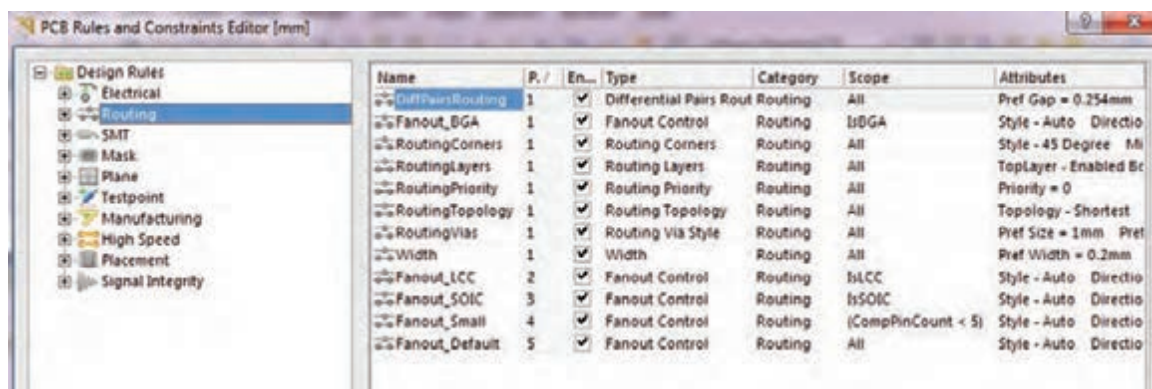 PCB Rules and Constraints Editor [mm]
Design Rules
Electrical
Routing
SMT
Mask
Plane
Testpoint
Manufacturing
High Speed
Placement
Signal Integrity
Name P. / En... Type Category Scope Attributes
DiffPairsRouting 1 Differential Pairs Rout Routing All Pref Gap = 0.254mm
Fanout_BGA 1 Fanout Control Routing IsBGA Style - Auto Directio
RoutingCorners 1 Routing Corners Routing All Style - 45 Degree Mi
RoutingLayers 1 Routing Layers Routing All TopLayer - Enabled Bo
RoutingPriority 1 Routing Priority Routing All Priority = 0
RoutingTopology 1 Routing Topology Routing All Topology - Shortest
RoutingVias 1 Routing Via Style Routing All Pref Size = 1mm Pref
Width 1 Width Routing All Pref Width = 0.2mm
Fanout_LCC 2 Fanout Control Routing IsLCC Style - Auto Directio
Fanout_SOIC 3 Fanout Control Routing IsSOIC Style - Auto Directio
Fanout_Small 4 Fanout Control Routing (CompPinCount < 5) Style - Auto Directio
Fanout_Default 5 Fanout Control Routing All Style - Auto Directio